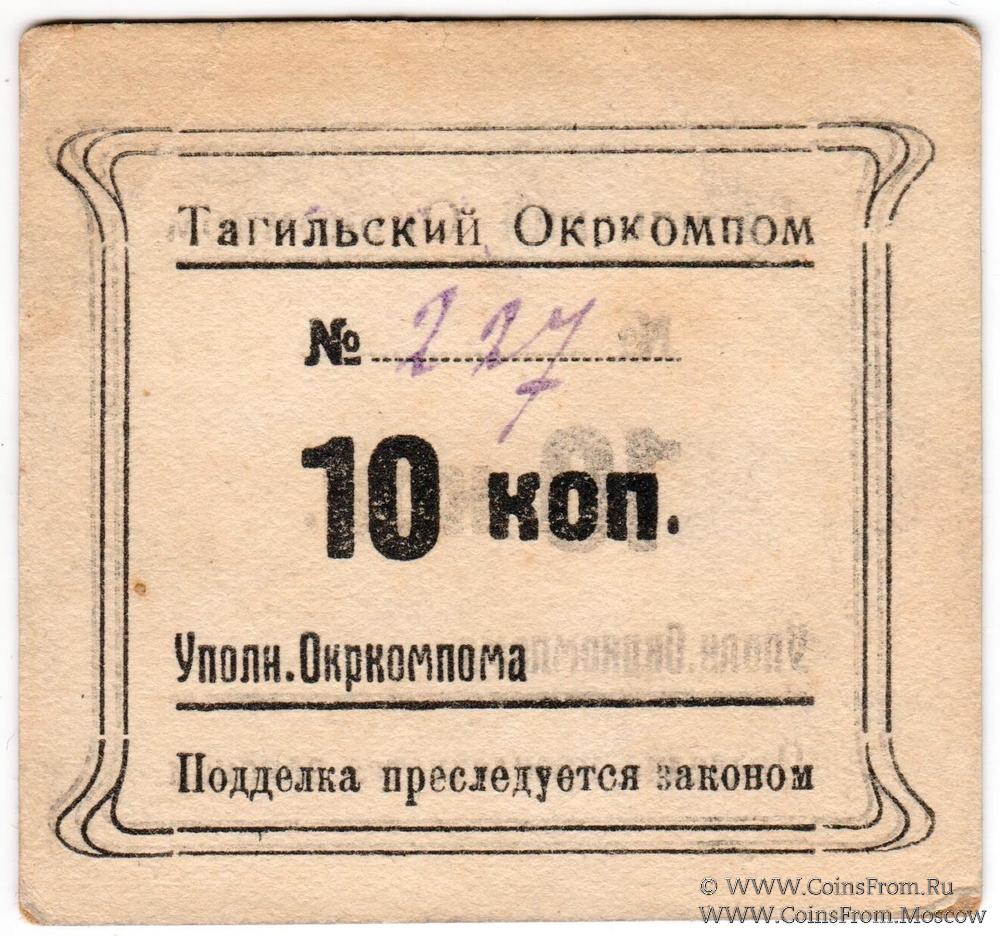 Тагильский Окркомпом
№ 227
10 коп.
Уполн. Окркомпома
Подделка преследуется законом
© WWW.CoinsFrom.Ru
WWW.CoinsFrom.Moscow